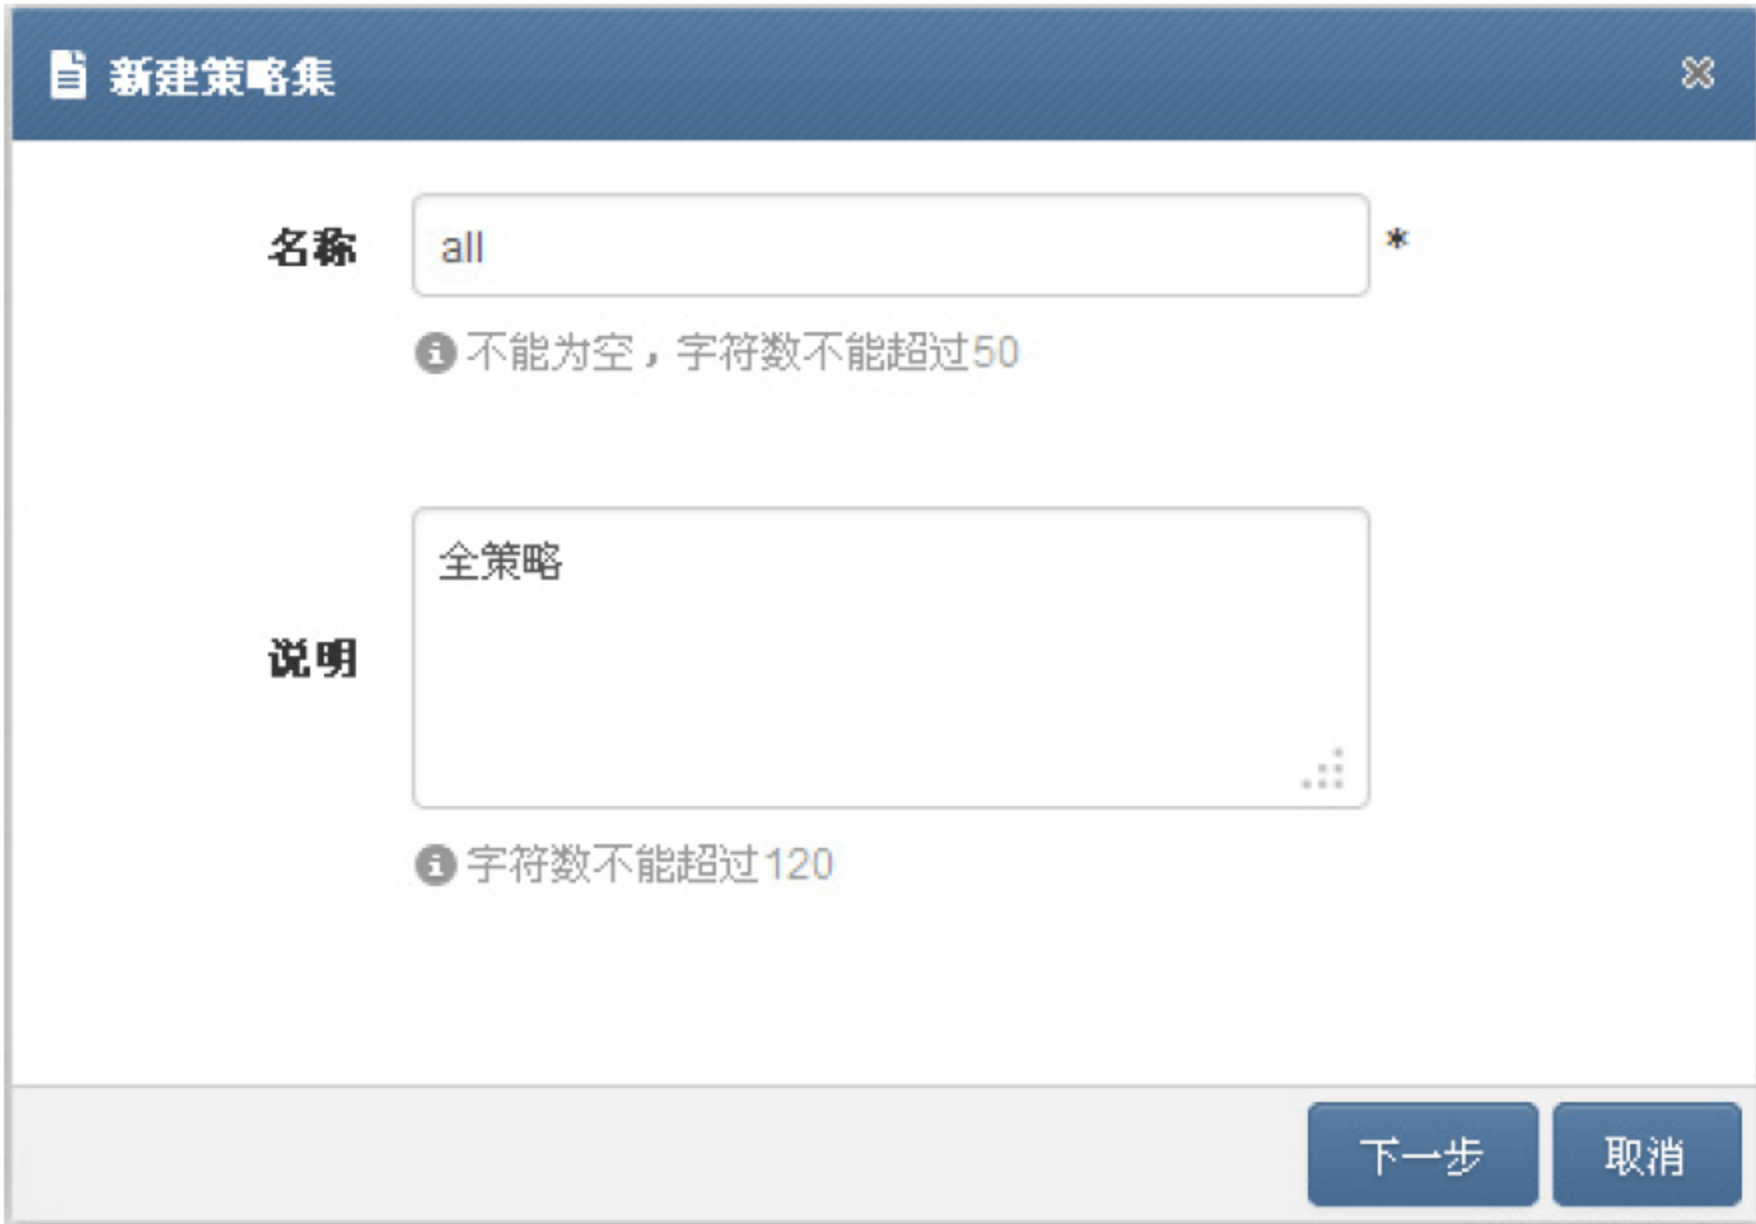 新建策略集
名称 all *
不能为空，字符数不能超过50
全策略
说明
字符数不能超过120
下一步 取消